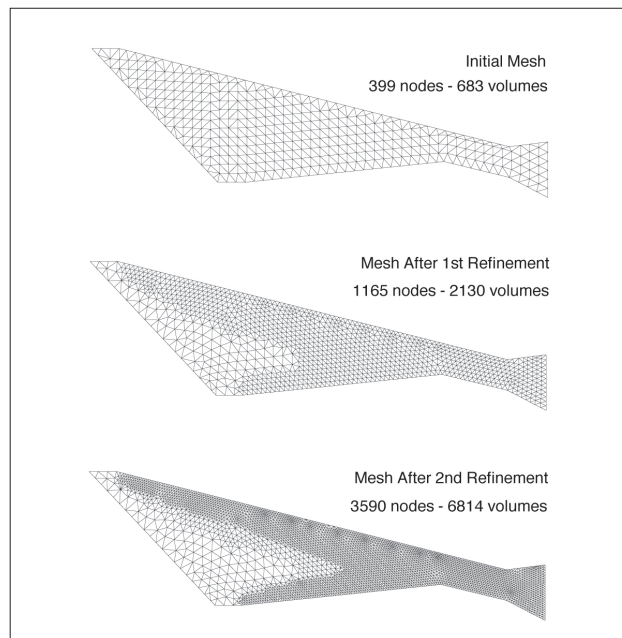 Initial Mesh
399 nodes - 683 volumes
Mesh After 1st Refinement
1165 nodes - 2130 volumes
Mesh After 2nd Refinement
3590 nodes - 6814 volumes